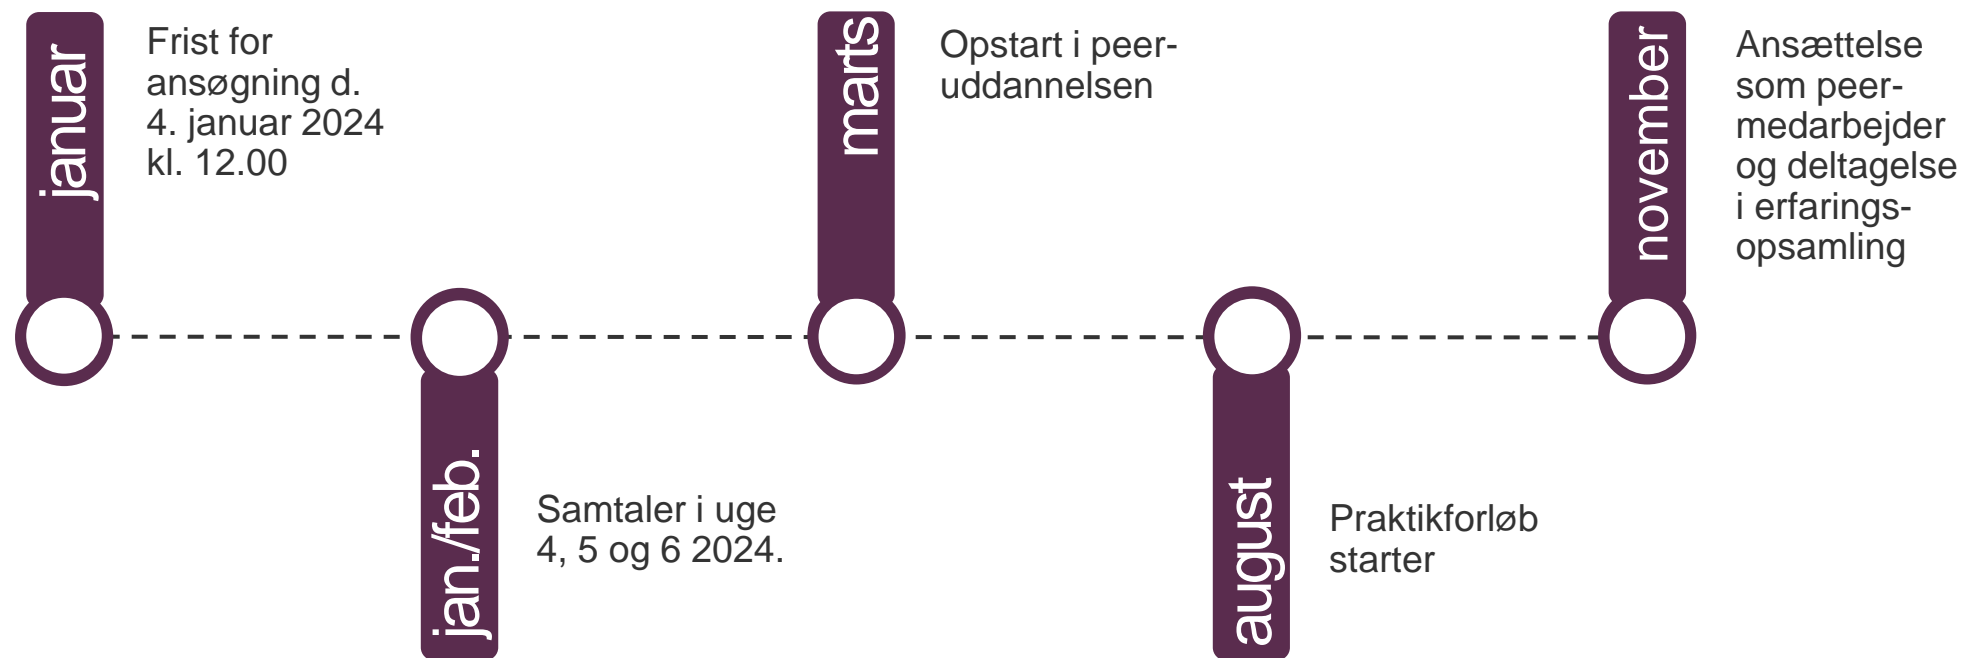 januar
Frist for
ansøgning d.
4. januar 2024
kl. 12.00
jan./feb.
Samtaler i uge
4, 5 og 6 2024.
marts
Opstart i peer-
uddannelsen
august
Praktikforløb
starter
november
Ansættelse
som peer-
medarbejder
og deltagelse
i erfarings-
opsamling